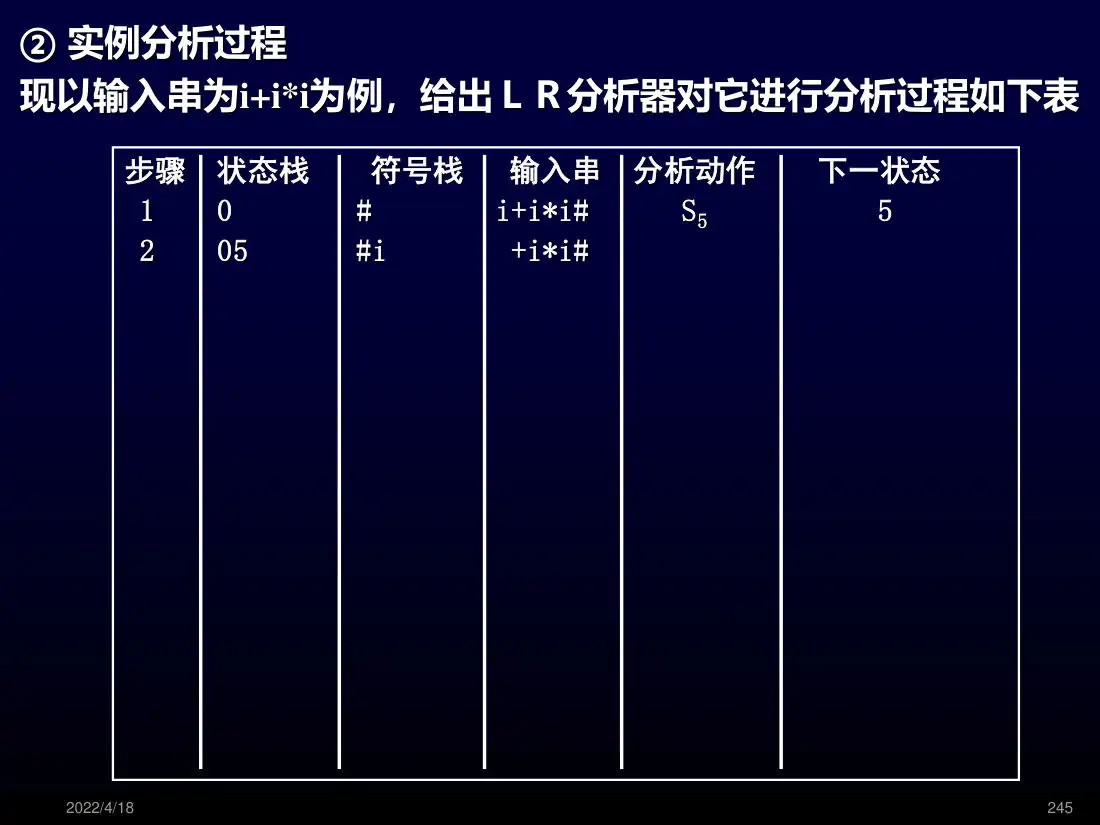 ② 实例分析过程
现以输入串为i+i*i为例，给出ＬＲ分析器对它进行分析过程如下表
步骤 状态栈 符号栈 输入串 分析动作 下一状态
1 0 # i+i*i# S5 5
2 05 #i +i*i#
2022/4/18 245